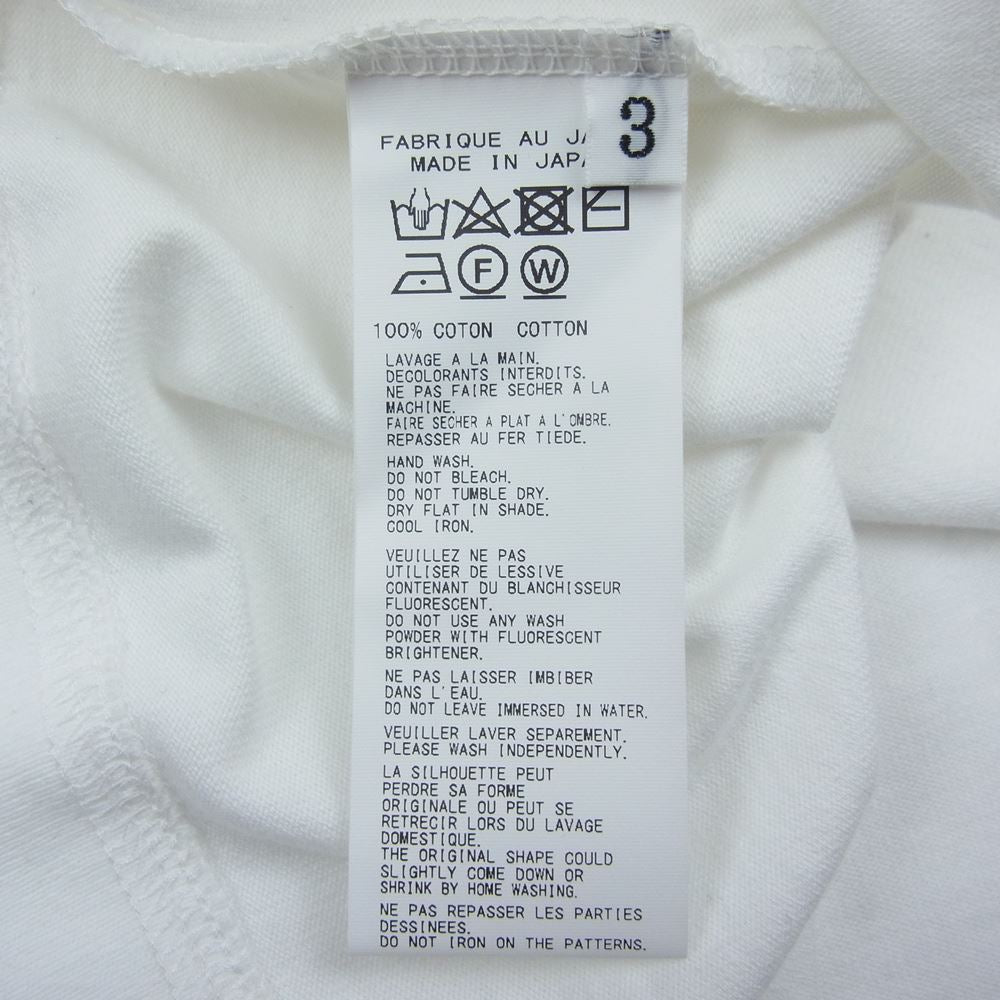 3
FABRIQUE AU
MADE IN
F W
100% COTON COTTON
LAVAGE A LA MAIN.
DECOLORANTS INTERDITS.
NE PAS FAIRE SECHER A LA
MACHINE.
FAIRE SECHER A PLAT A L'OMBRE.
REPASSER AU FER TIEDE.
HAND WASH.
DO NOT BLEACH.
DO NOT TUMBLE DRY.
DRY FLAT IN SHADE.
COOL IRON.
VEUILLEZ NE PAS
UTILISER DE LESSIVE
CONTENANT DU BLANCHISSEUR
FLUORESCENT.
DO NOT USE ANY WASH
POWDER WITH FLUORESCENT
BRIGHTENER.
NE PAS LAISSER IMBIBER
DANS L'EAU.
DO NOT LEAVE IMMERSED IN WATER.
VEUILLER LAVER SEPAREMENT.
PLEASE WASH INDEPENDENTLY.
LA SILHOUETTE PEUT
PERDRE SA FORME
ORIGINALE OU PEUT SE
RETRECIR LORS DU LAVAGE
DOMESTIQUE.
THE ORIGINAL SHAPE COULD
SLIGHTLY COME DOWN OR
SHRINK BY HOME WASHING.
NE PAS REPASSER LES PARTIES
DESSINEES.
DO NOT IRON ON THE PATTERNS.